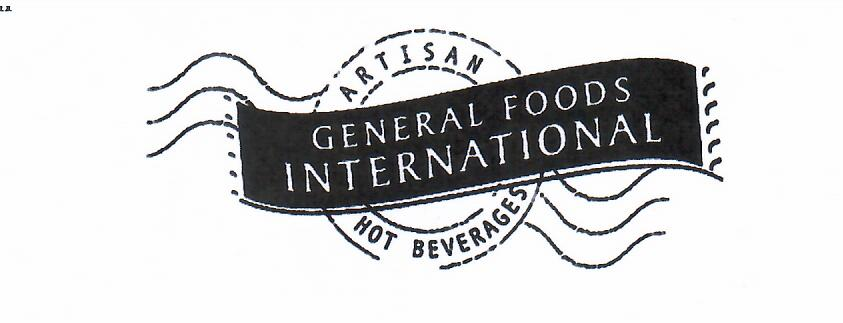 ARTISAN
GENERAL FOODS
INTERNATIONAL
HOT BEVERAGES